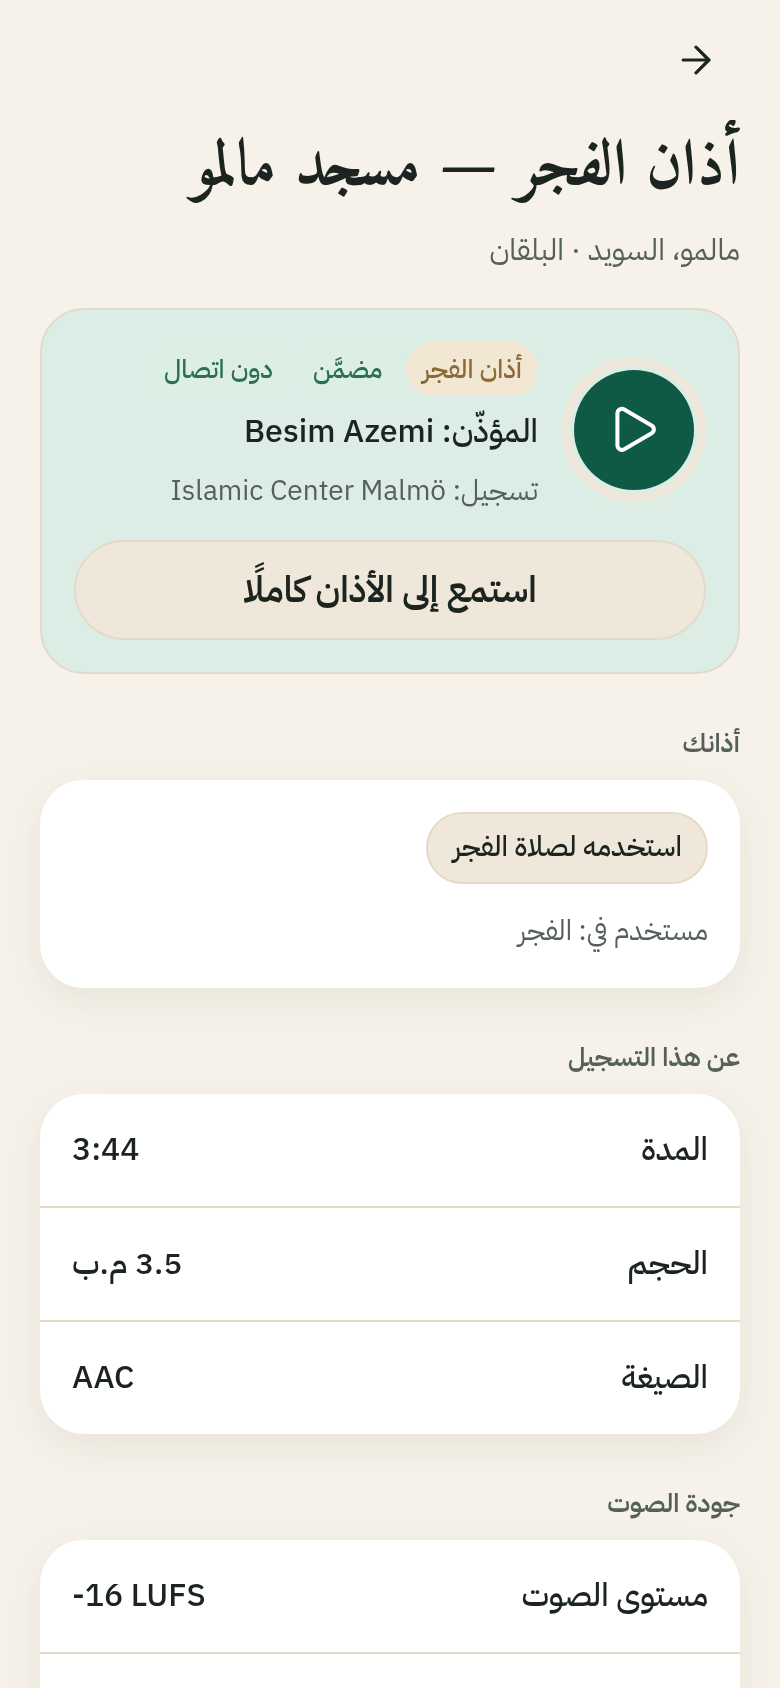 أذان الفجر — مسجد مالمو
مالمو، السويد · البلقان
أذان الفجر مضمَّن دون اتصال
المؤذّن: Besim Azemi
تسجيل: Islamic Center Malmö
استمع إلى الأذان كاملًا
أذانك
استخدمه لصلاة الفجر
مستخدم في: الفجر
عن هذا التسجيل
المدة 3:44
الحجم 3.5 م.ب
الصيغة AAC
جودة الصوت
مستوى الصوت -16 LUFS